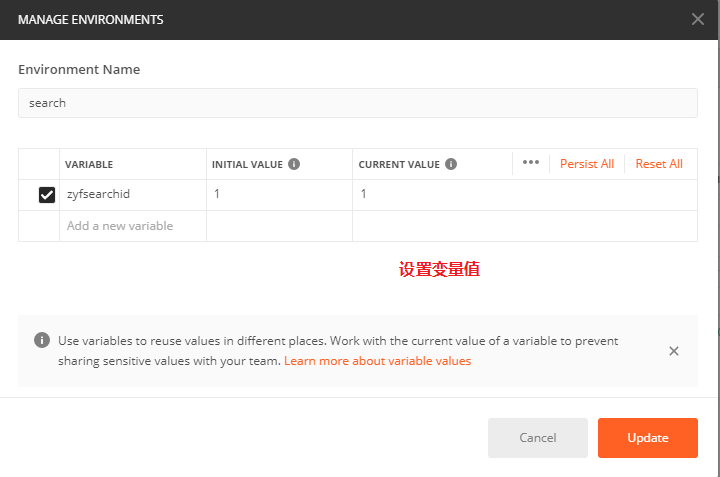 MANAGE ENVIRONMENTS
Environment Name
search
VARIABLE INITIAL VALUE CURRENT VALUE Persist All Reset All
zyfsearchid 1 1
Add a new variable
设置变量值
Use variables to reuse values in different places. Work with the current value of a variable to prevent
sharing sensitive values with your team. Learn more about variable values
Cancel Update